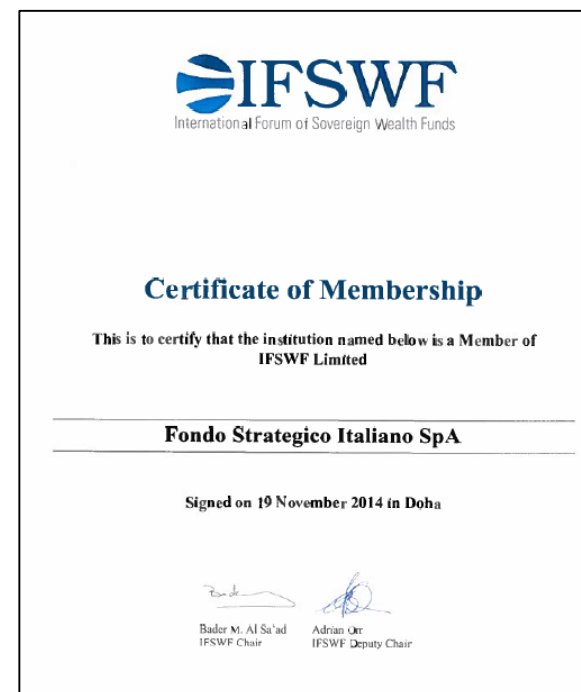 IFSWF
International Forum of Sovereign Wealth Funds
Certificate of Membership
This is to certify that the institution named below is a Member of
IFSWF Limited
Fondo Strategico Italiano SpA
Signed on 19 November 2014 in Doha
Bader M. Al Sa'ad
IFSWF Chair
Adrian Orr
IFSWF Deputy Chair